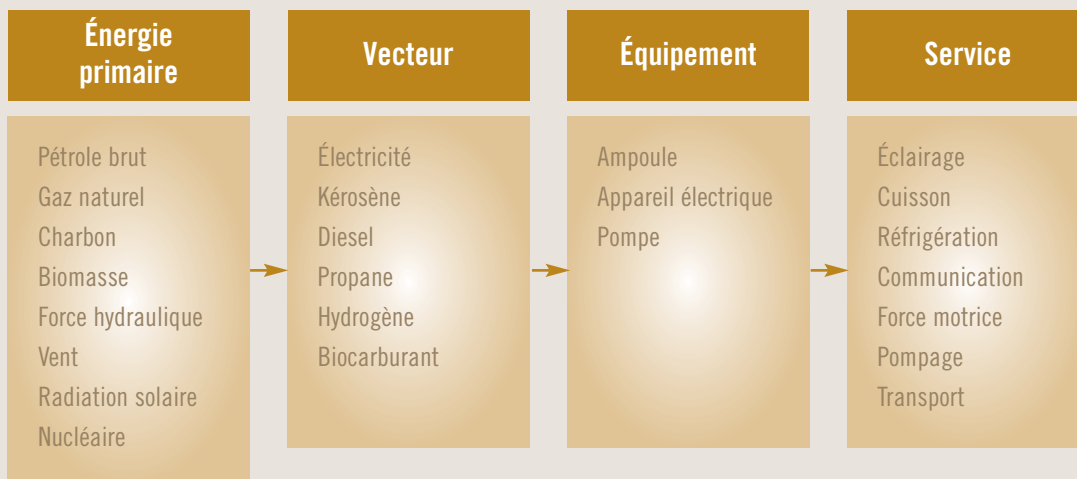 Énergie
primaire
Pétrole brut
Gaz naturel
Charbon
Biomasse
Force hydraulique
Vent
Radiation solaire
Nucléaire
Vecteur
Électricité
Kérosène
Diesel
Propane
Hydrogène
Biocarburant
Équipement
Ampoule
Appareil électrique
Pompe
Service
Éclairage
Cuisson
Réfrigération
Communication
Force motrice
Pompage
Transport